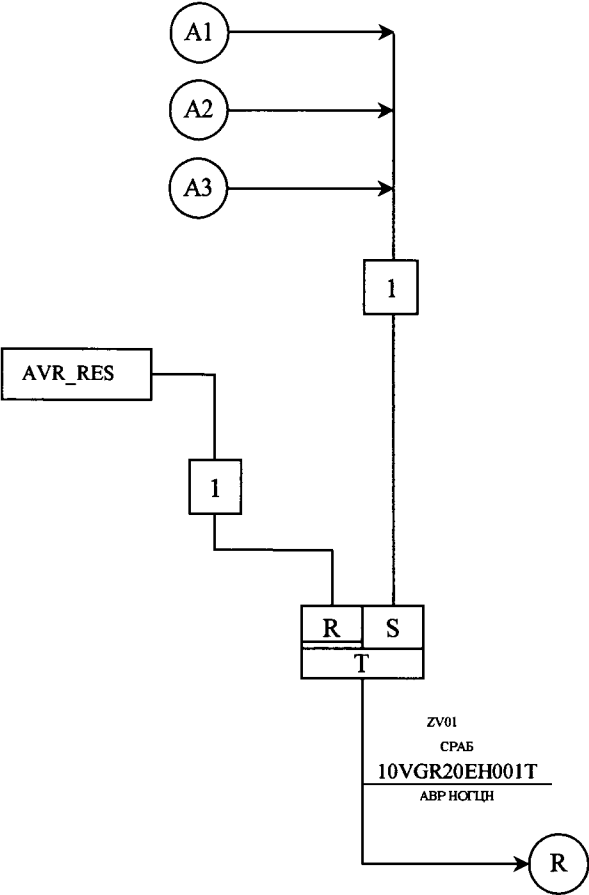 A1
A2
A3
1
AVR_RES
1
R S
T
ZV01
СРАБ
10VGR20EH001T
АВР НОГЦН
R